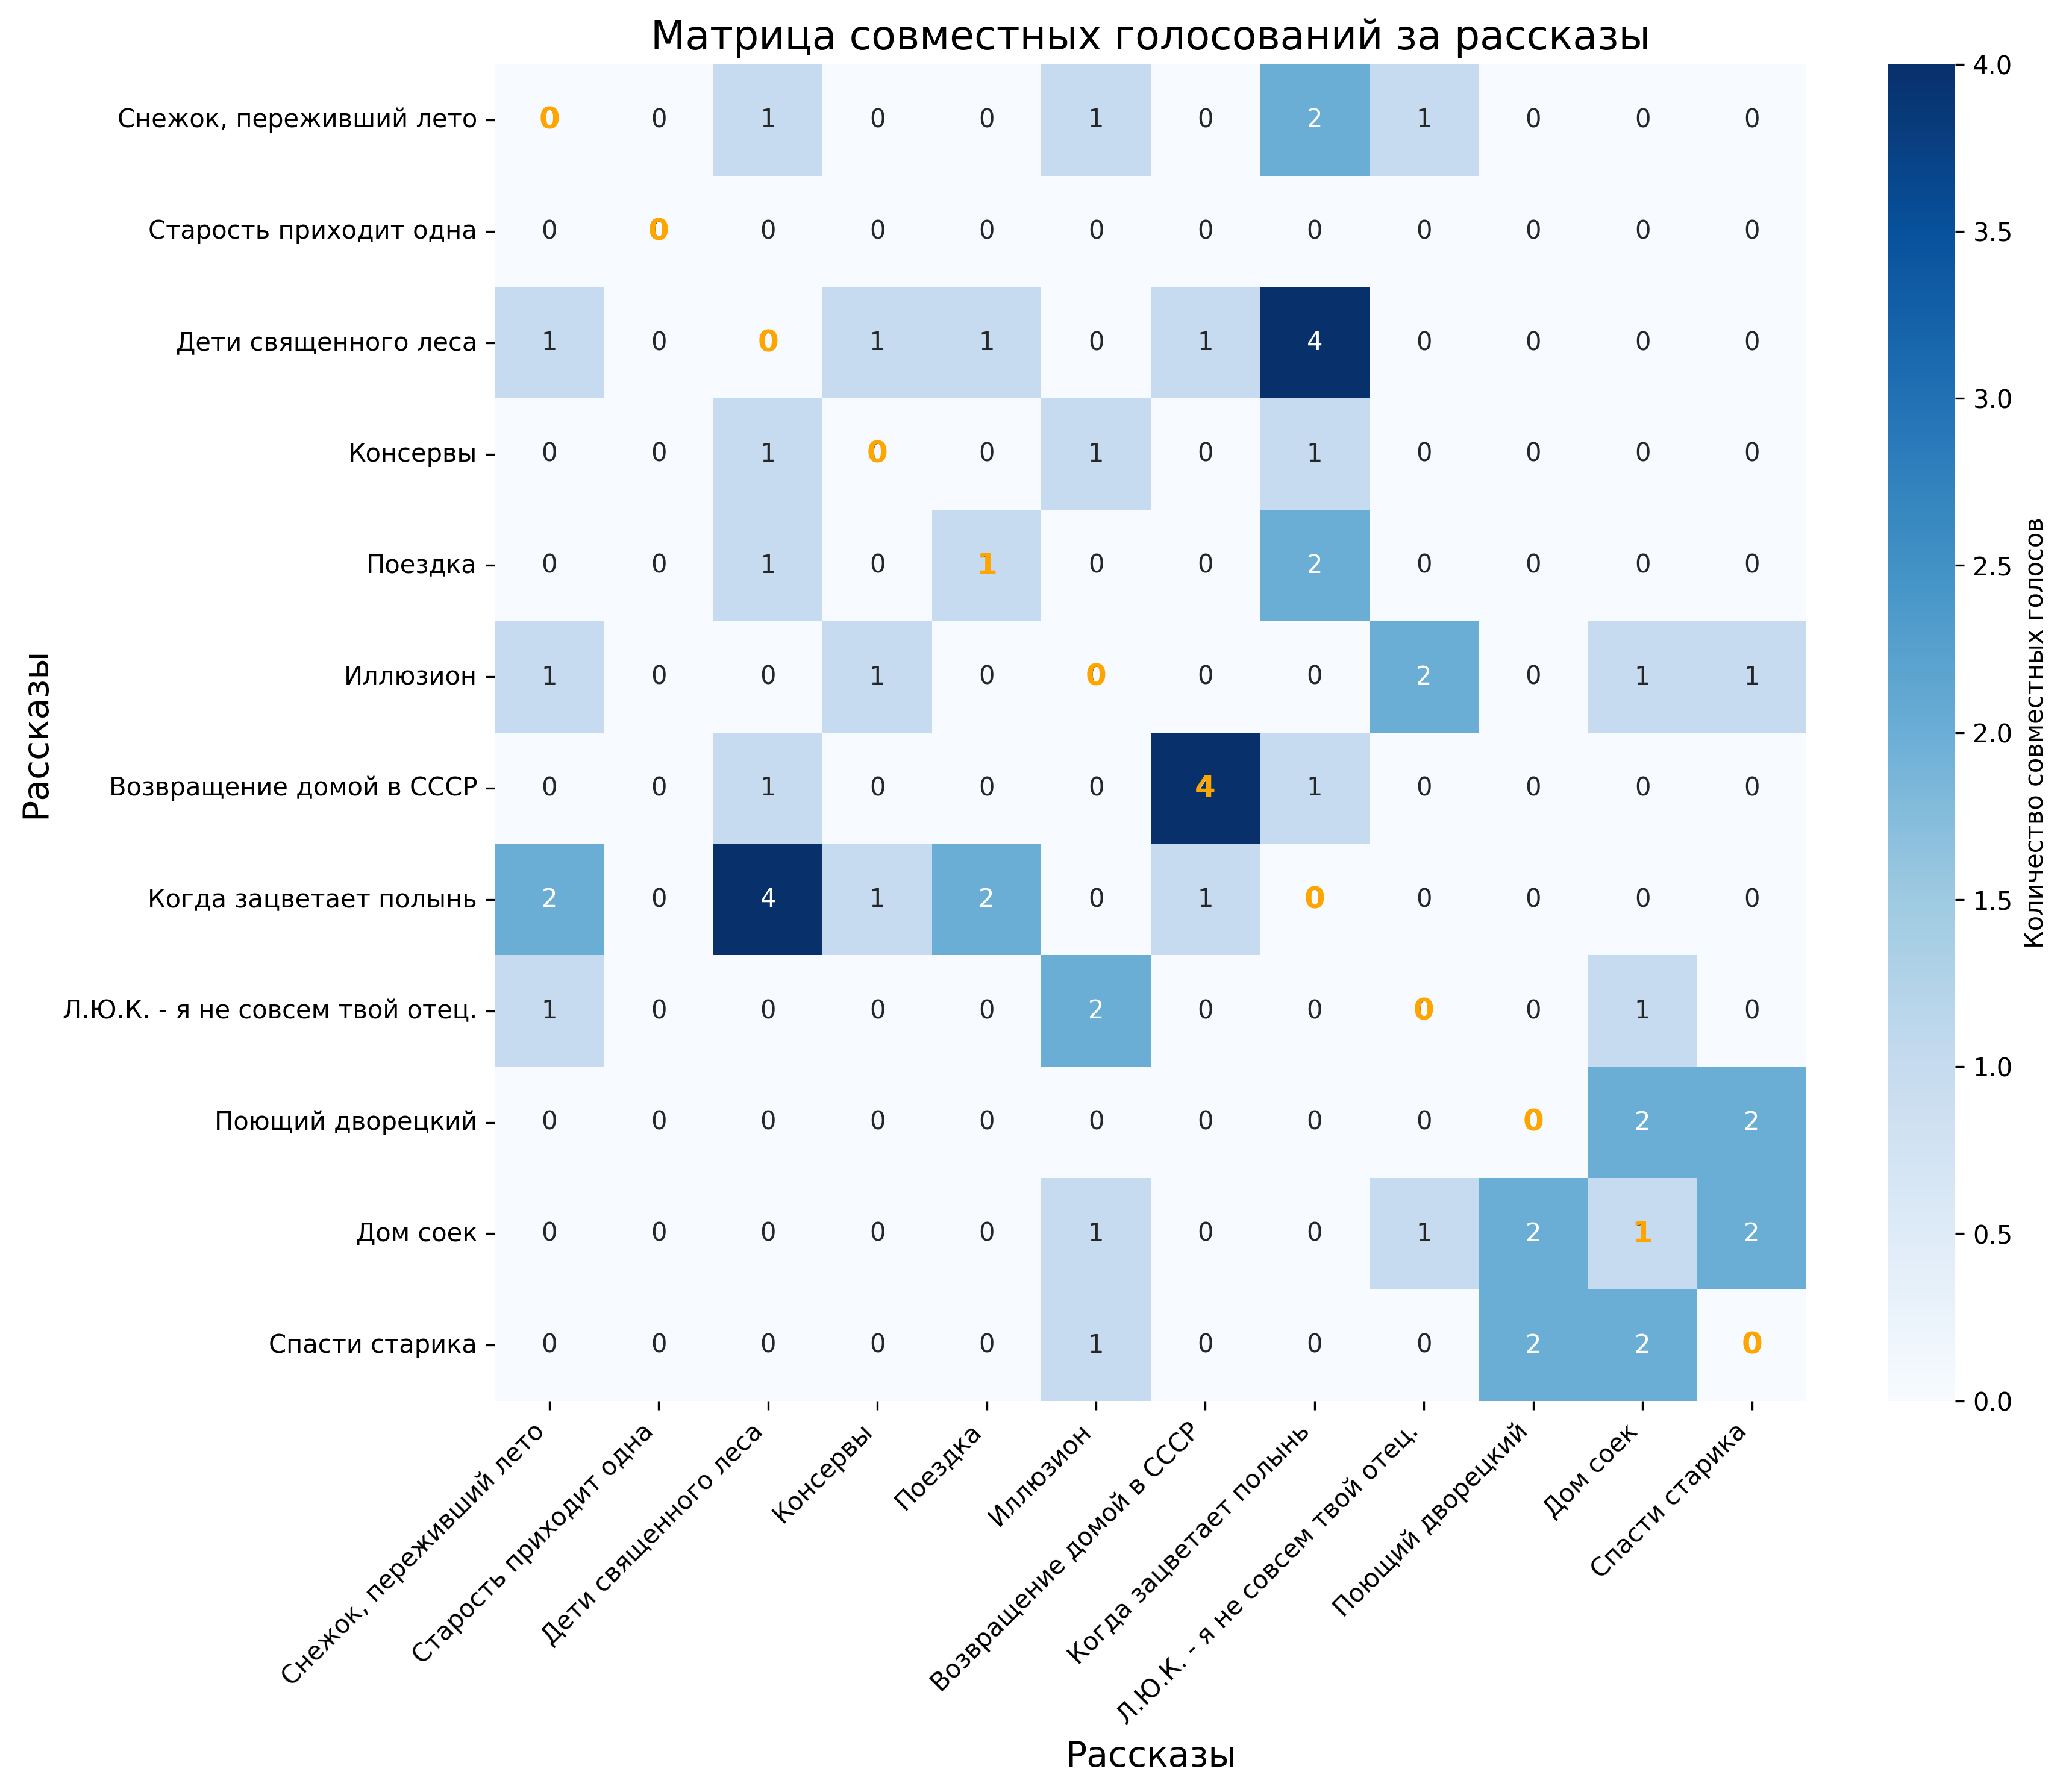 Матрица совместных голосований за рассказы
Снежок, переживший лето 0 0 1 0 0 1 0 2 1 0 0 0
Старость приходит одна 0 0 0 0 0 0 0 0 0 0 0 0
Дети священного леса 1 0 0 1 1 0 1 4 0 0 0 0
Консервы 0 0 1 0 0 1 0 1 0 0 0 0
Поездка 0 0 1 0 1 0 0 2 0 0 0 0
Иллюзион 1 0 0 1 0 0 0 0 2 0 1 1
Возвращение домой в СССР 0 0 1 0 0 0 4 1 0 0 0 0
Когда зацветает полынь 2 0 4 1 2 0 1 0 0 0 0 0
Л.Ю.К. - я не совсем твой отец. 1 0 0 0 0 2 0 0 0 0 1 0
Поющий дворецкий 0 0 0 0 0 0 0 0 0 0 2 2
Дом соек 0 0 0 0 0 1 0 0 1 2 1 2
Спасти старика 0 0 0 0 0 1 0 0 0 2 2 0
Рассказы
Снежок, переживший лето
Старость приходит одна
Дети священного леса
Консервы
Поездка
Иллюзион
Возвращение домой в СССР
Когда зацветает полынь
Л.Ю.К. - я не совсем твой отец.
Поющий дворецкий
Дом соек
Спасти старика
Рассказы
4.0
3.5
3.0
2.5
2.0
1.5
1.0
0.5
0.0
Количество совместных голосов